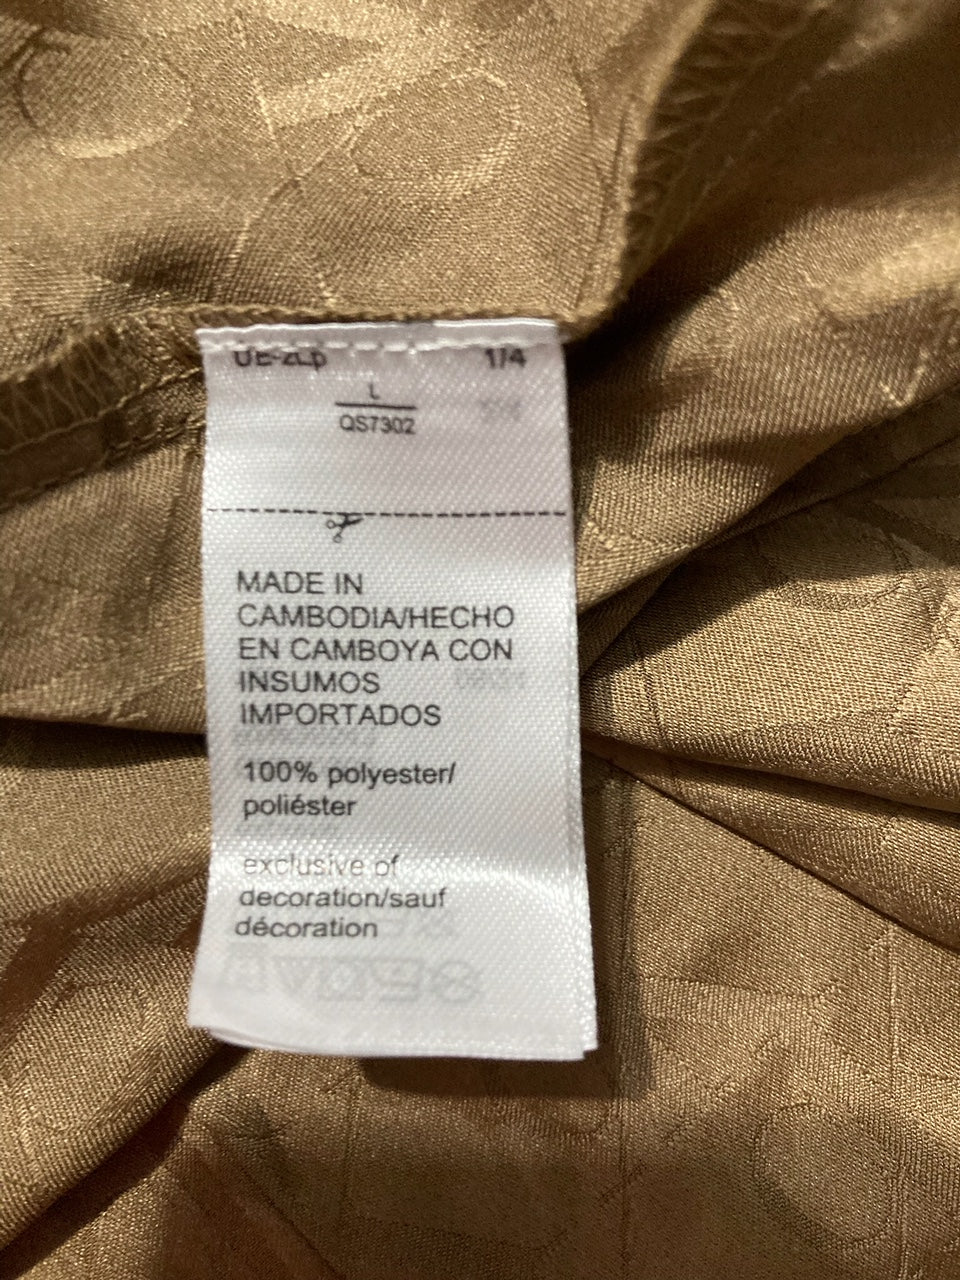 1/4
L
QS7302
MADE IN
CAMBODIA/HECHO
EN CAMBOYA CON
INSUMOS
IMPORTADOS
100% polyester/
poliéster
exclusive of
decoration/sauf
décoration